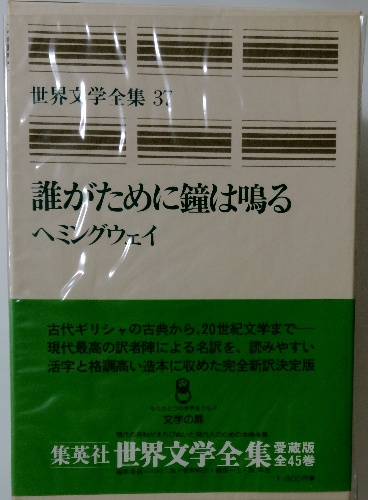 世界文学全集 37
誰がために鐘は鳴る
ヘミングウェイ
古代ギリシャの古典から、20世紀文学まで──
現代最高の訳者陣による名訳を、読みやすい
活字と格調高い造本に収めた完全新訳決定版
文学の扉
集英社 世界文学全集 愛蔵版 全45巻